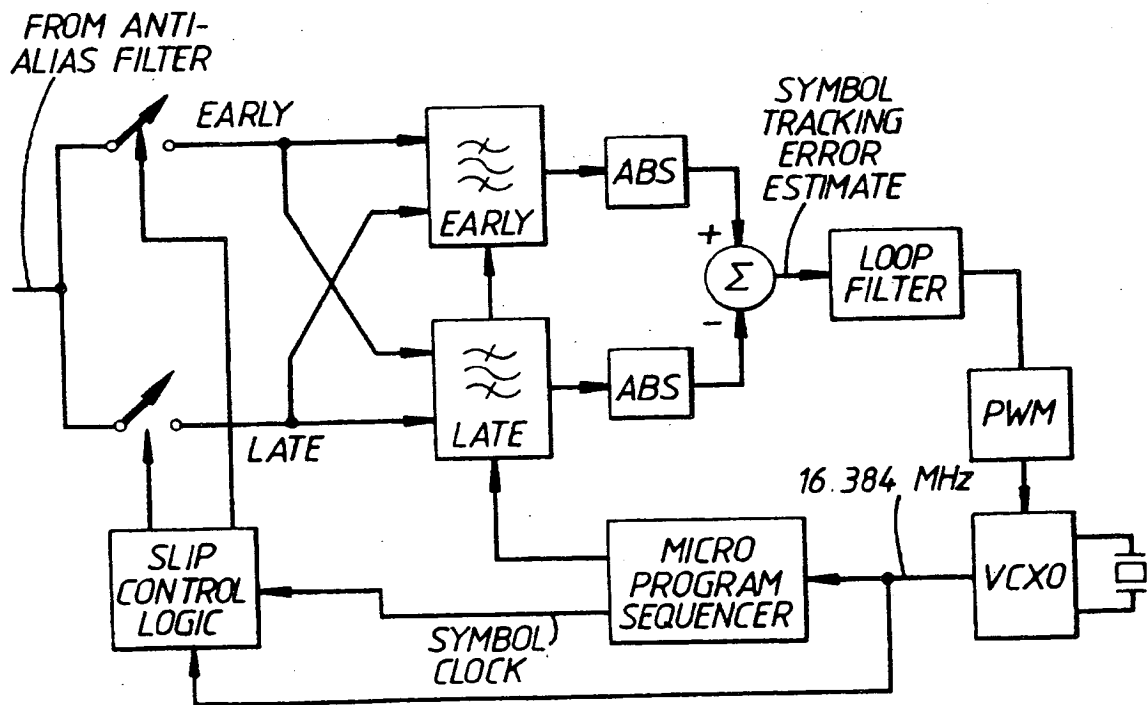 FROM ANTI-
ALIAS FILTER
EARLY
SYMBOL
TRACKING
ERROR
ESTIMATE
EARLY
ABS
+
Σ
-
LOOP
FILTER
LATE
LATE
ABS
PWM
16.384 MHz
SLIP
CONTROL
LOGIC
SYMBOL
CLOCK
MICRO
PROGRAM
SEQUENCER
VCXO